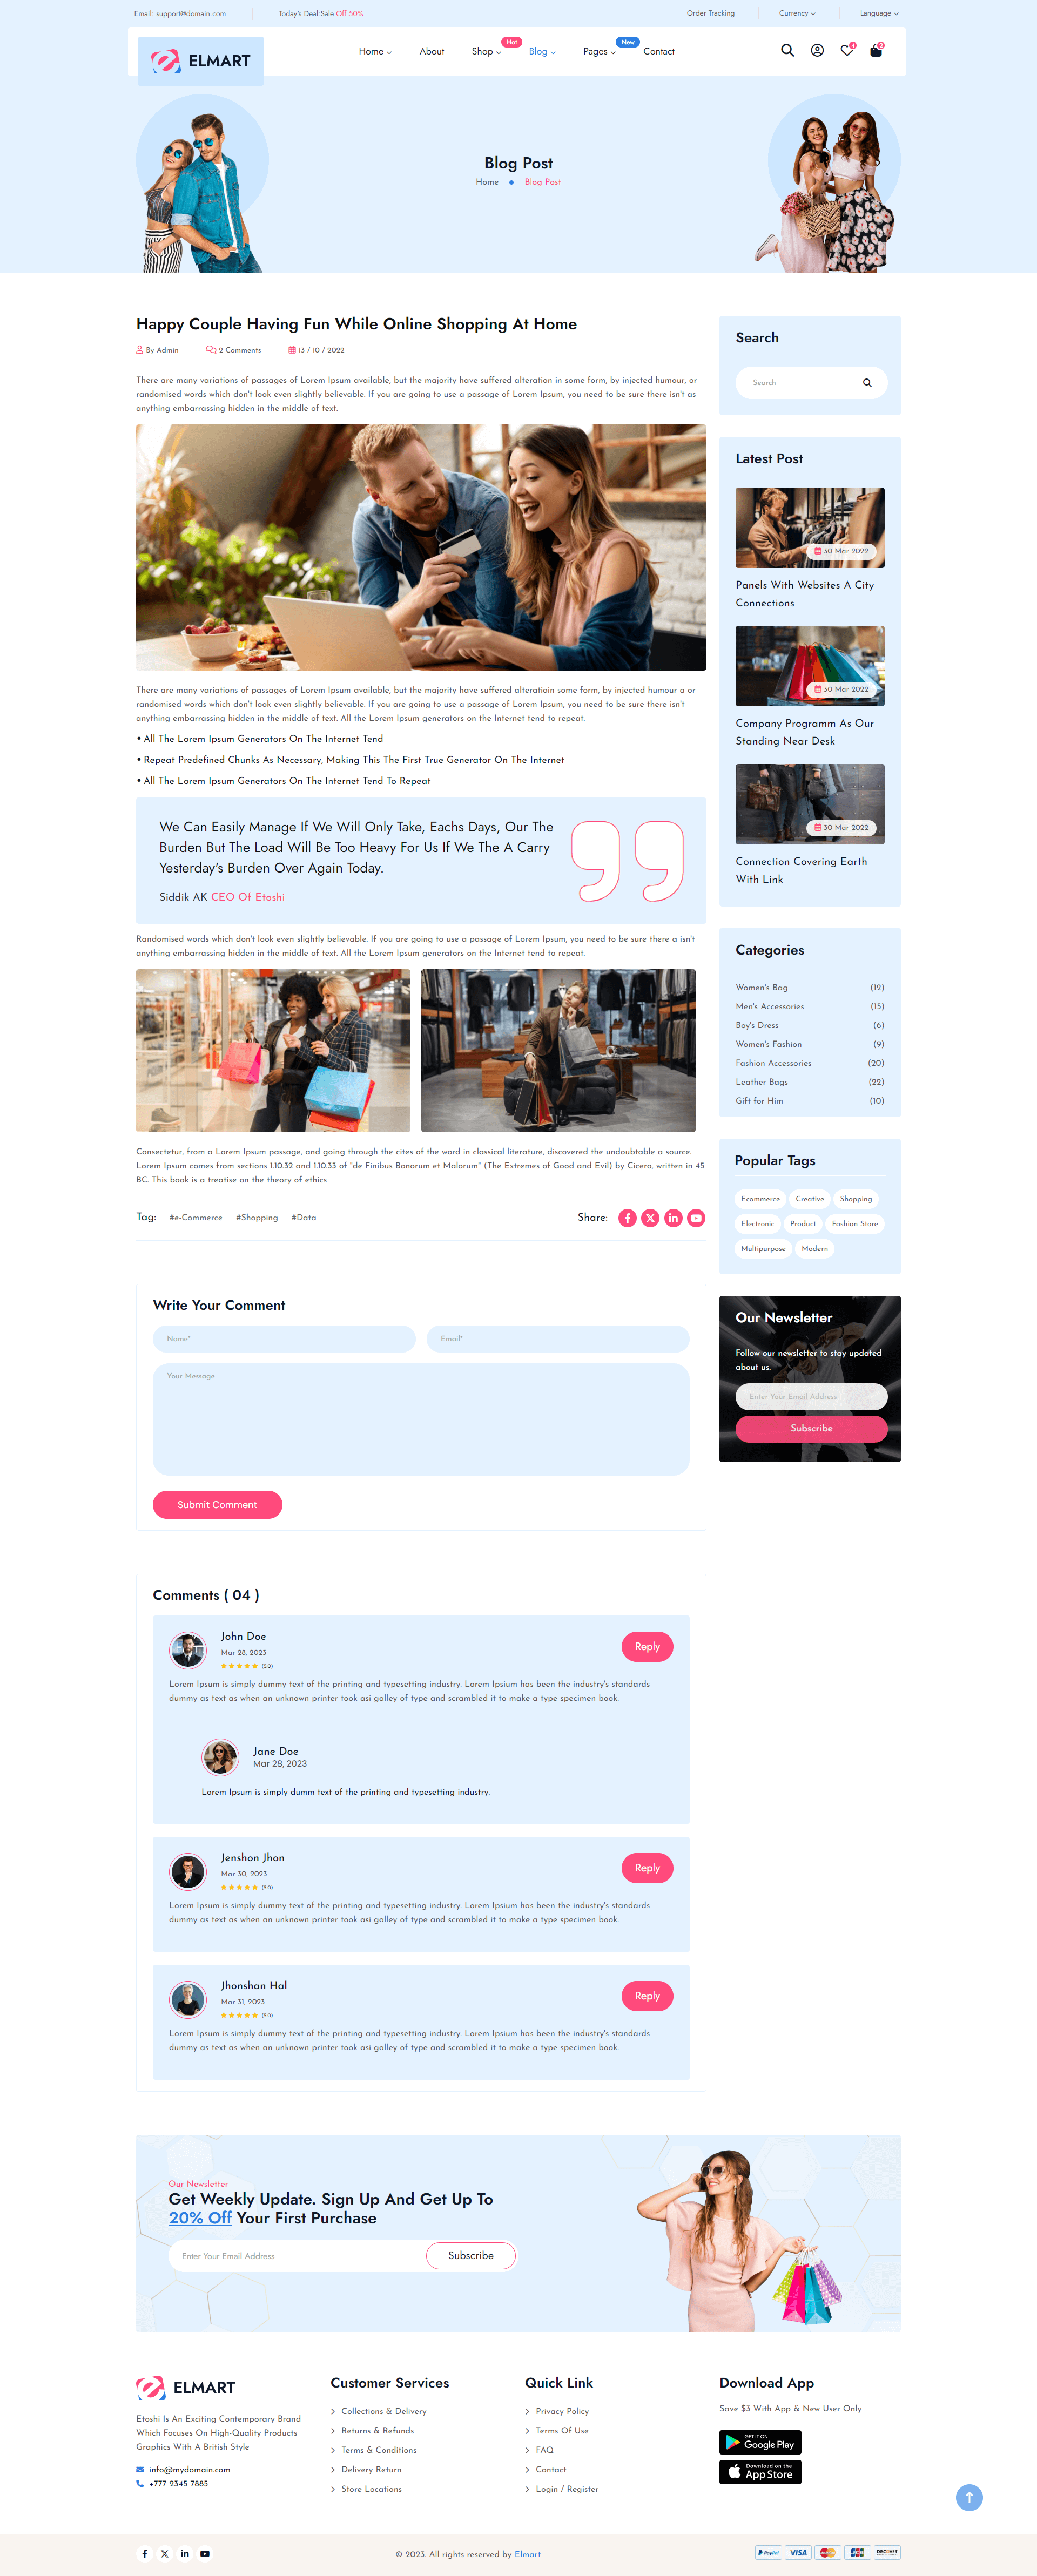 Email: support@domain.com
Today's Deal:Sale Off 50%
Order Tracking
Currency
Language
ELMART
Home
About
Shop
Hot
Blog
Pages
New
Contact
4
2
Blog Post
Home
Blog Post
Happy Couple Having Fun While Online Shopping At Home
By Admin
2 Comments
13 / 10 / 2022
There are many variations of passages of Lorem Ipsum available, but the majority have suffered alteration in some form, by injected humour, or
randomised words which don't look even slightly believable. If you are going to use a passage of Lorem Ipsum, you need to be sure there isn't as
anything embarrassing hidden in the middle of text.
There are many variations of passages of Lorem Ipsum available, but the majority have suffered alteratioin some form, by injected humour a or
randomised words which don't look even slightly believable. If you are going to use a passage of Lorem Ipsum, you need to be sure there isn't
anything embarrassing hidden in the middle of text. All the Lorem Ipsum generators on the Internet tend to repeat.
• All The Lorem Ipsum Generators On The Internet Tend
• Repeat Predefined Chunks As Necessary, Making This The First True Generator On The Internet
• All The Lorem Ipsum Generators On The Internet Tend To Repeat
We Can Easily Manage If We Will Only Take, Eachs Days, Our The
Burden But The Load Will Be Too Heavy For Us If We The A Carry
Yesterday's Burden Over Again Today.
Siddik AK CEO Of Etoshi
Randomised words which don't look even slightly believable. If you are going to use a passage of Lorem Ipsum, you need to be sure there a isn't
anything embarrassing hidden in the middle of text. All the Lorem Ipsum generators on the Internet tend to repeat.
Consectetur, from a Lorem Ipsum passage, and going through the cites of the word in classical literature, discovered the undoubtable a source.
Lorem Ipsum comes from sections 1.10.32 and 1.10.33 of "de Finibus Bonorum et Malorum" (The Extremes of Good and Evil) by Cicero, written in 45
BC. This book is a treatise on the theory of ethics
Tag:
#e-Commerce
#Shopping
#Data
Share:
Write Your Comment
Name*
Email*
Your Message
Submit Comment
Comments ( 04 )
John Doe
Mar 28, 2023
(5.0)
Reply
Lorem Ipsum is simply dummy text of the printing and typesetting industry. Lorem Ipsium has been the industry's standards
dummy as text as when an unknown printer took asi galley of type and scrambled it to make a type specimen book.
Jane Doe
Mar 28, 2023
Lorem Ipsum is simply dumm text of the printing and typesetting industry.
Jenshon Jhon
Mar 30, 2023
(5.0)
Reply
Lorem Ipsum is simply dummy text of the printing and typesetting industry. Lorem Ipsium has been the industry's standards
dummy as text as when an unknown printer took asi galley of type and scrambled it to make a type specimen book.
Jhonshan Hal
Mar 31, 2023
(5.0)
Reply
Lorem Ipsum is simply dummy text of the printing and typesetting industry. Lorem Ipsium has been the industry's standards
dummy as text as when an unknown printer took asi galley of type and scrambled it to make a type specimen book.
Search
Search
Latest Post
30 Mar 2022
Panels With Websites A City
Connections
30 Mar 2022
Company Programm As Our
Standing Near Desk
30 Mar 2022
Connection Covering Earth
With Link
Categories
Women's Bag (12)
Men's Accessories (15)
Boy's Dress (6)
Women's Fashion (9)
Fashion Accessories (20)
Leather Bags (22)
Gift for Him (10)
Popular Tags
Ecommerce
Creative
Shopping
Electronic
Product
Fashion Store
Multipurpose
Modern
Our Newsletter
Follow our newsletter to stay updated
about us.
Enter Your Email Address
Subscribe
Our Newsletter
Get Weekly Update. Sign Up And Get Up To
20% Off Your First Purchase
Enter Your Email Address
Subscribe
ELMART
Etoshi Is An Exciting Contemporary Brand
Which Focuses On High-Quality Products
Graphics With A British Style
info@mydomain.com
+777 2345 7885
Customer Services
Collections & Delivery
Returns & Refunds
Terms & Conditions
Delivery Return
Store Locations
Quick Link
Privacy Policy
Terms Of Use
FAQ
Contact
Login / Register
Download App
Save $3 With App & New User Only
GET IT ON
Google Play
Download on the
App Store
© 2023. All rights reserved by Elmart
PayPal
VISA
MasterCard
JCB
DISCOVER